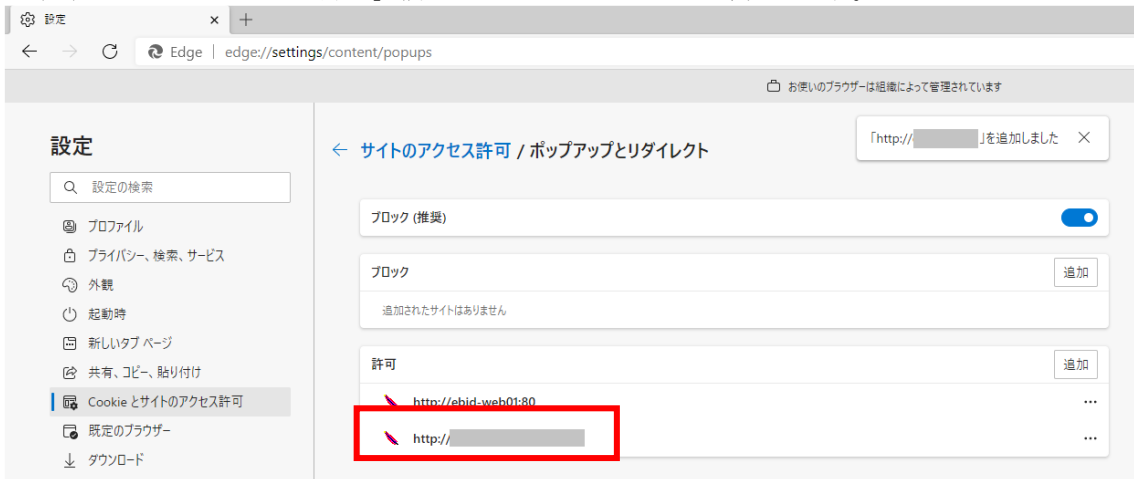 設定
Edge | edge://settings/content/popups
お使いのブラウザーは組織によって管理されています
設定
設定の検索
プロファイル
プライバシー、検索、サービス
外観
起動時
新しいタブ ページ
共有、コピー、貼り付け
Cookie とサイトのアクセス許可
既定のブラウザー
ダウンロード
サイトのアクセス許可 / ポップアップとリダイレクト
「http:// 」を追加しました
ブロック (推奨)
ブロック
追加
追加されたサイトはありません
許可
追加
http://ebid-web01:80
http://